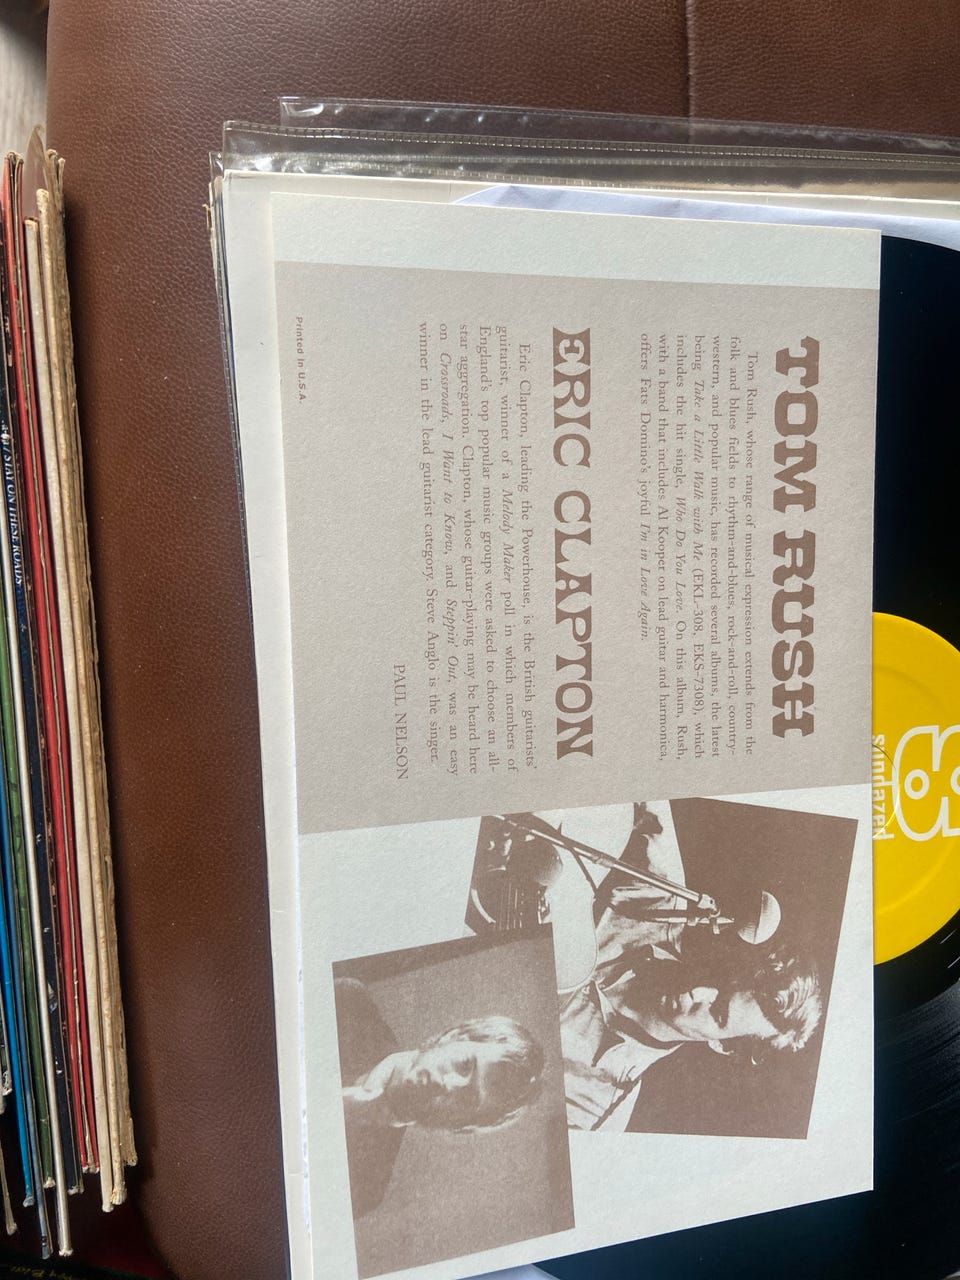 TOM RUSH
Tom Rush, whose range of musical expression extends from the
folk and blues fields to rhythm-and-blues, rock-and-roll, country-
western, and popular music, has recorded several albums, the latest
being Take a Little Walk with Me (EKL-308, EKS-7308), which
includes the hit single, Who Do You Love. On this album, Rush,
with a band that includes Al Kooper on lead guitar and harmonica,
offers Fats Domino's joyful I'm in Love Again.
ERIC CLAPTON
Eric Clapton, leading the Powerhouse, is the British guitarists'
guitarist, winner of a Melody Maker poll in which members of
England's top popular music groups were asked to choose an all-
star aggregation. Clapton, whose guitar-playing may be heard here
on Crossroads, I Want to Know, and Steppin' Out, was an easy
winner in the lead guitarist category. Steve Anglo is the singer.
PAUL NELSON
Printed in U.S.A.
sundazed
STAY ON THESE ROADS